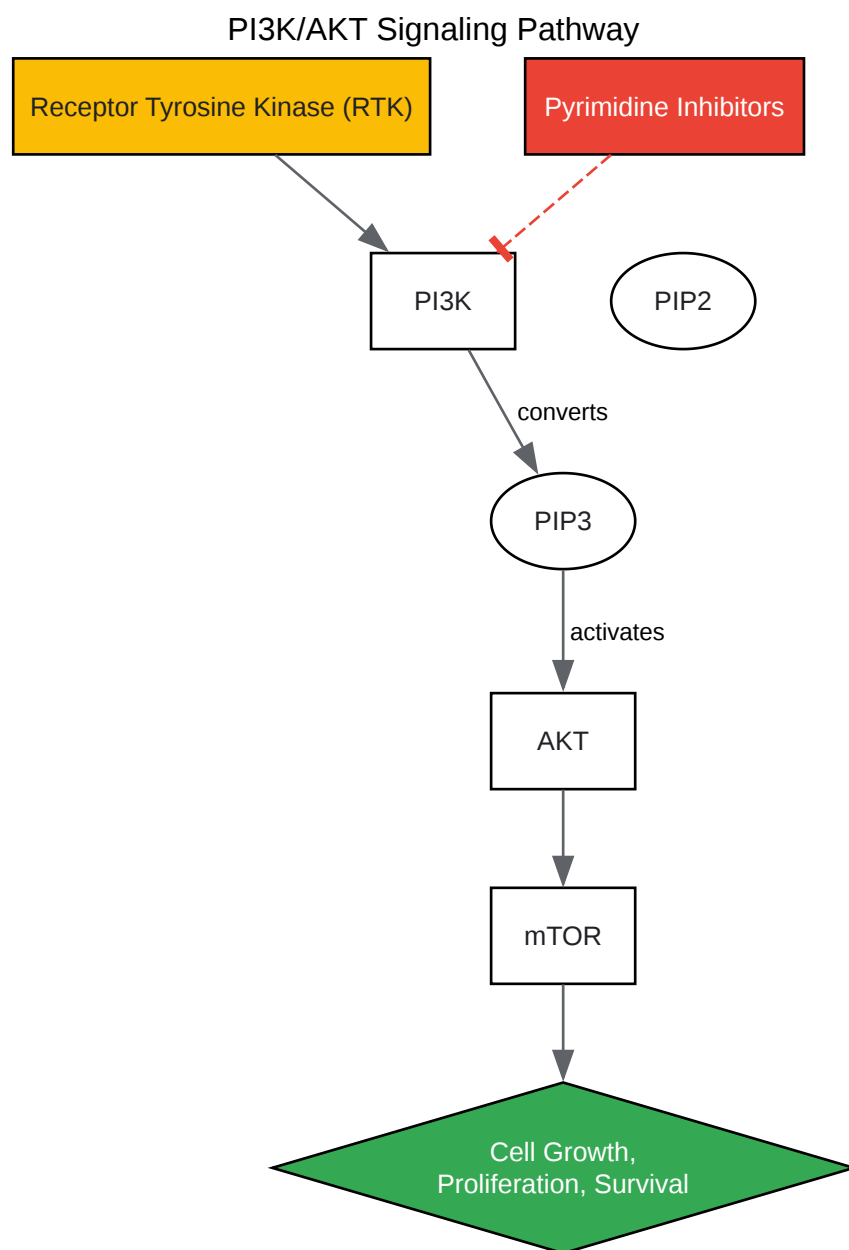 PI3K/AKT Signaling Pathway
Receptor Tyrosine Kinase (RTK)
Pyrimidine Inhibitors
PI3K
PIP2
converts
PIP3
activates
AKT
mTOR
Cell Growth,
Proliferation, Survival